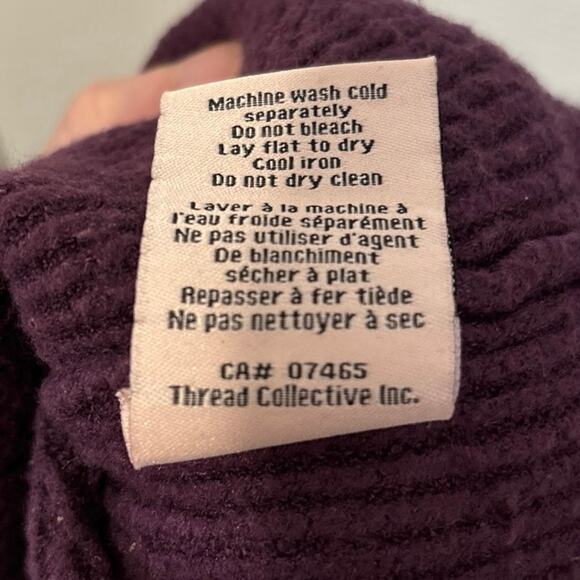 Machine wash cold
separately
Do not bleach
Lay flat to dry
Cool iron
Do not dry clean
Laver à la machine à
l'eau froide séparément
Ne pas utiliser d'agent
De blanchiment
sécher à plat
Repasser à fer tiède
Ne pas nettoyer à sec
CA# 07465
Thread Collective Inc.